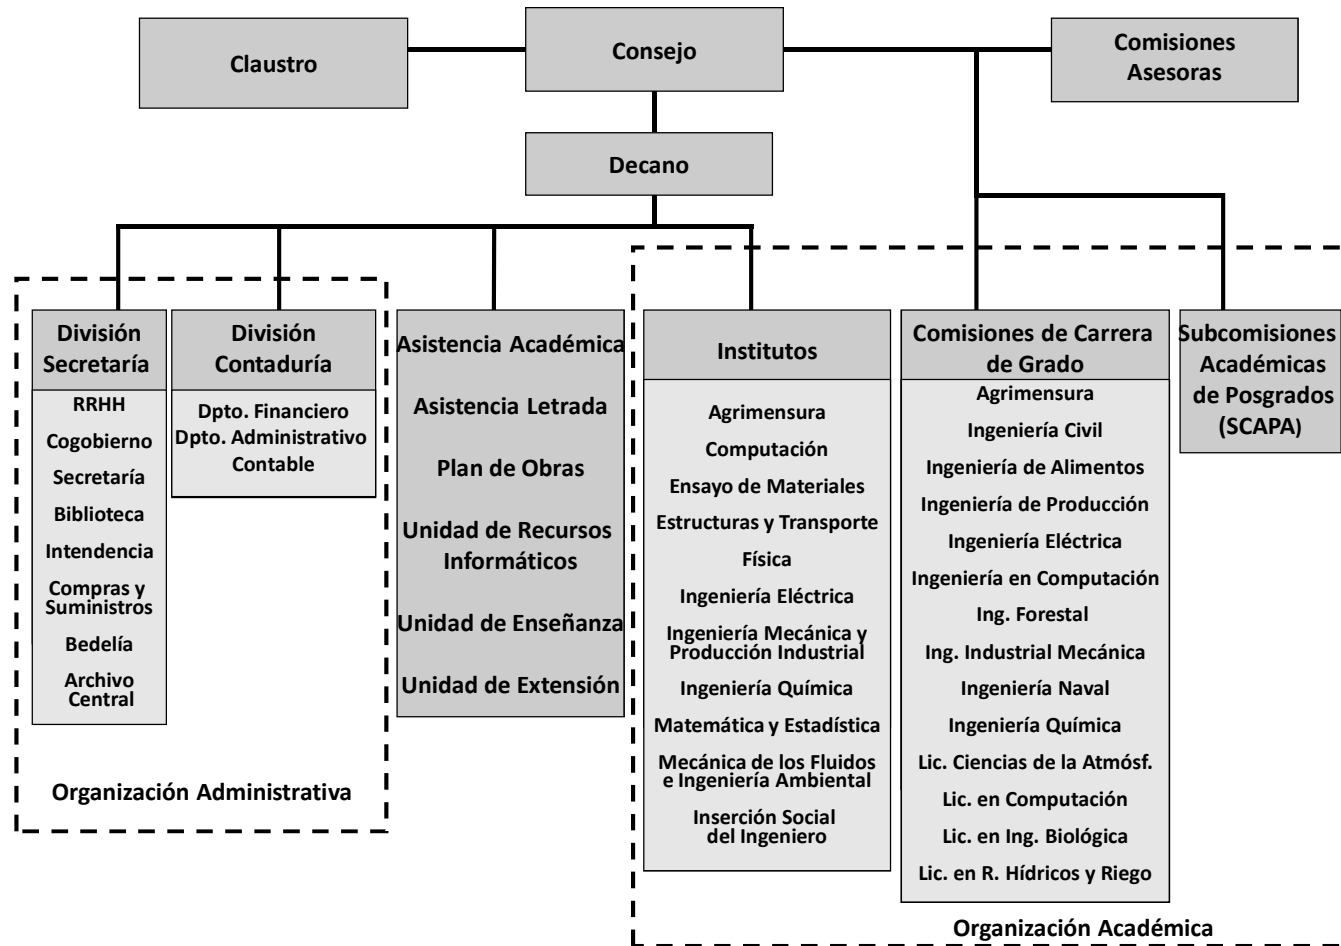 Claustro
Consejo
Comisiones
Asesoras
Decano
División
Secretaría
RRHH
Cogobierno
Secretaría
Biblioteca
Intendencia
Compras y
Suministros
Bedelía
Archivo
Central
División
Contaduría
Dpto. Financiero
Dpto. Administrativo
Contable
Organización Administrativa
Asistencia Académica
Asistencia Letrada
Plan de Obras
Unidad de Recursos
Informáticos
Unidad de Enseñanza
Unidad de Extensión
Institutos
Agrimensura
Computación
Ensayo de Materiales
Estructuras y Transporte
Física
Ingeniería Eléctrica
Ingeniería Mecánica y
Producción Industrial
Ingeniería Química
Matemática y Estadística
Mecánica de los Fluidos
e Ingeniería Ambiental
Inserción Social
del Ingeniero
Comisiones de Carrera
de Grado
Agrimensura
Ingeniería Civil
Ingeniería de Alimentos
Ingeniería de Producción
Ingeniería Eléctrica
Ingeniería en Computación
Ing. Forestal
Ing. Industrial Mecánica
Ingeniería Naval
Ingeniería Química
Lic. Ciencias de la Atmósf.
Lic. en Computación
Lic. en Ing. Biológica
Lic. en R. Hídricos y Riego
Subcomisiones
Académicas
de Posgrados
(SCAPA)
Organización Académica